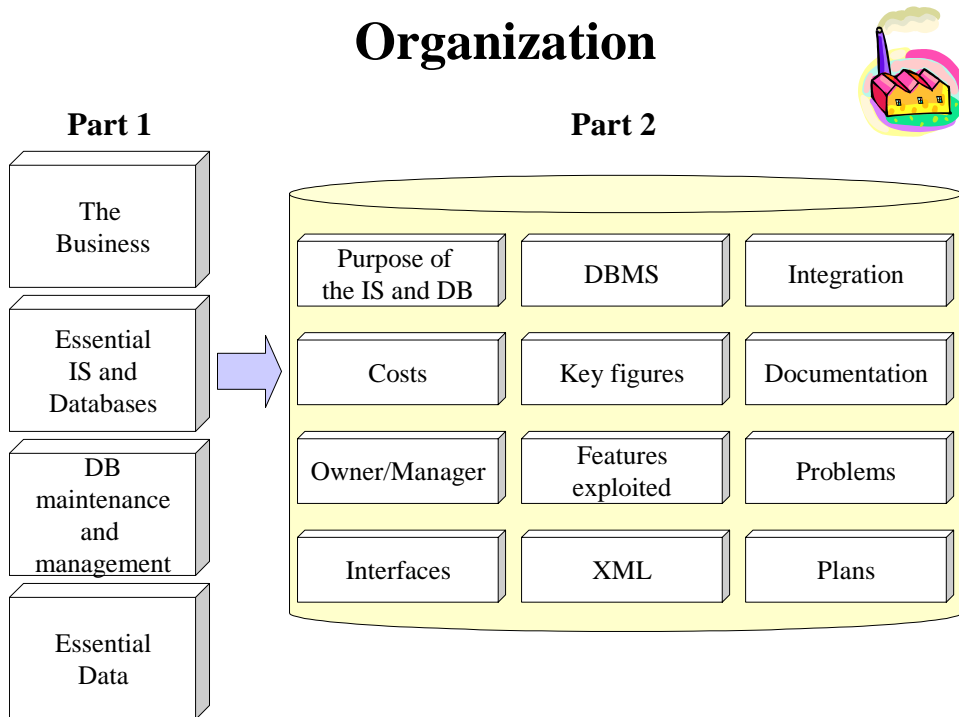 Organization
Part 1
Part 2
The
Business
Essential
IS and
Databases
DB
maintenance
and
management
Essential
Data
Purpose of
the IS and DB
DBMS
Integration
Costs
Key figures
Documentation
Owner/Manager
Features
exploited
Problems
Interfaces
XML
Plans